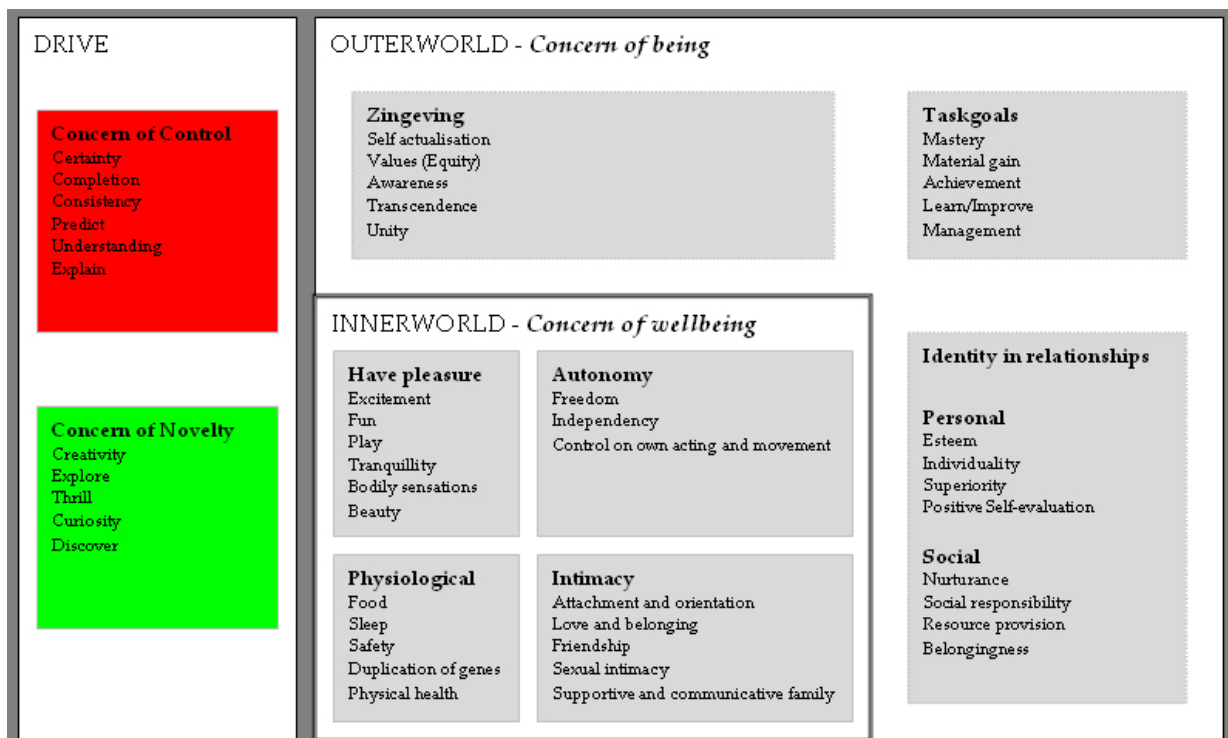 DRIVE
Concern of Control
Certainty
Completion
Consistency
Predict
Understanding
Explain
Concern of Novelty
Creativity
Explore
Thrill
Curiosity
Discover
OUTERWORLD - Concern of being
Zingeving
Self actualisation
Values (Equity)
Awareness
Transcendence
Unity
Taskgoals
Mastery
Material gain
Achievement
Learn/Improve
Management
INNERWORLD - Concern of wellbeing
Have pleasure
Excitement
Fun
Play
Tranquillity
Bodily sensations
Beauty
Autonomy
Freedom
Independency
Control on own acting and movement
Physiological
Food
Sleep
Safety
Duplication of genes
Physical health
Intimacy
Attachment and orientation
Love and belonging
Friendship
Sexual intimacy
Supportive and communicative family
Identity in relationships
Personal
Esteem
Individuality
Superiority
Positive Self-evaluation
Social
Nurturance
Social responsibility
Resource provision
Belongingness